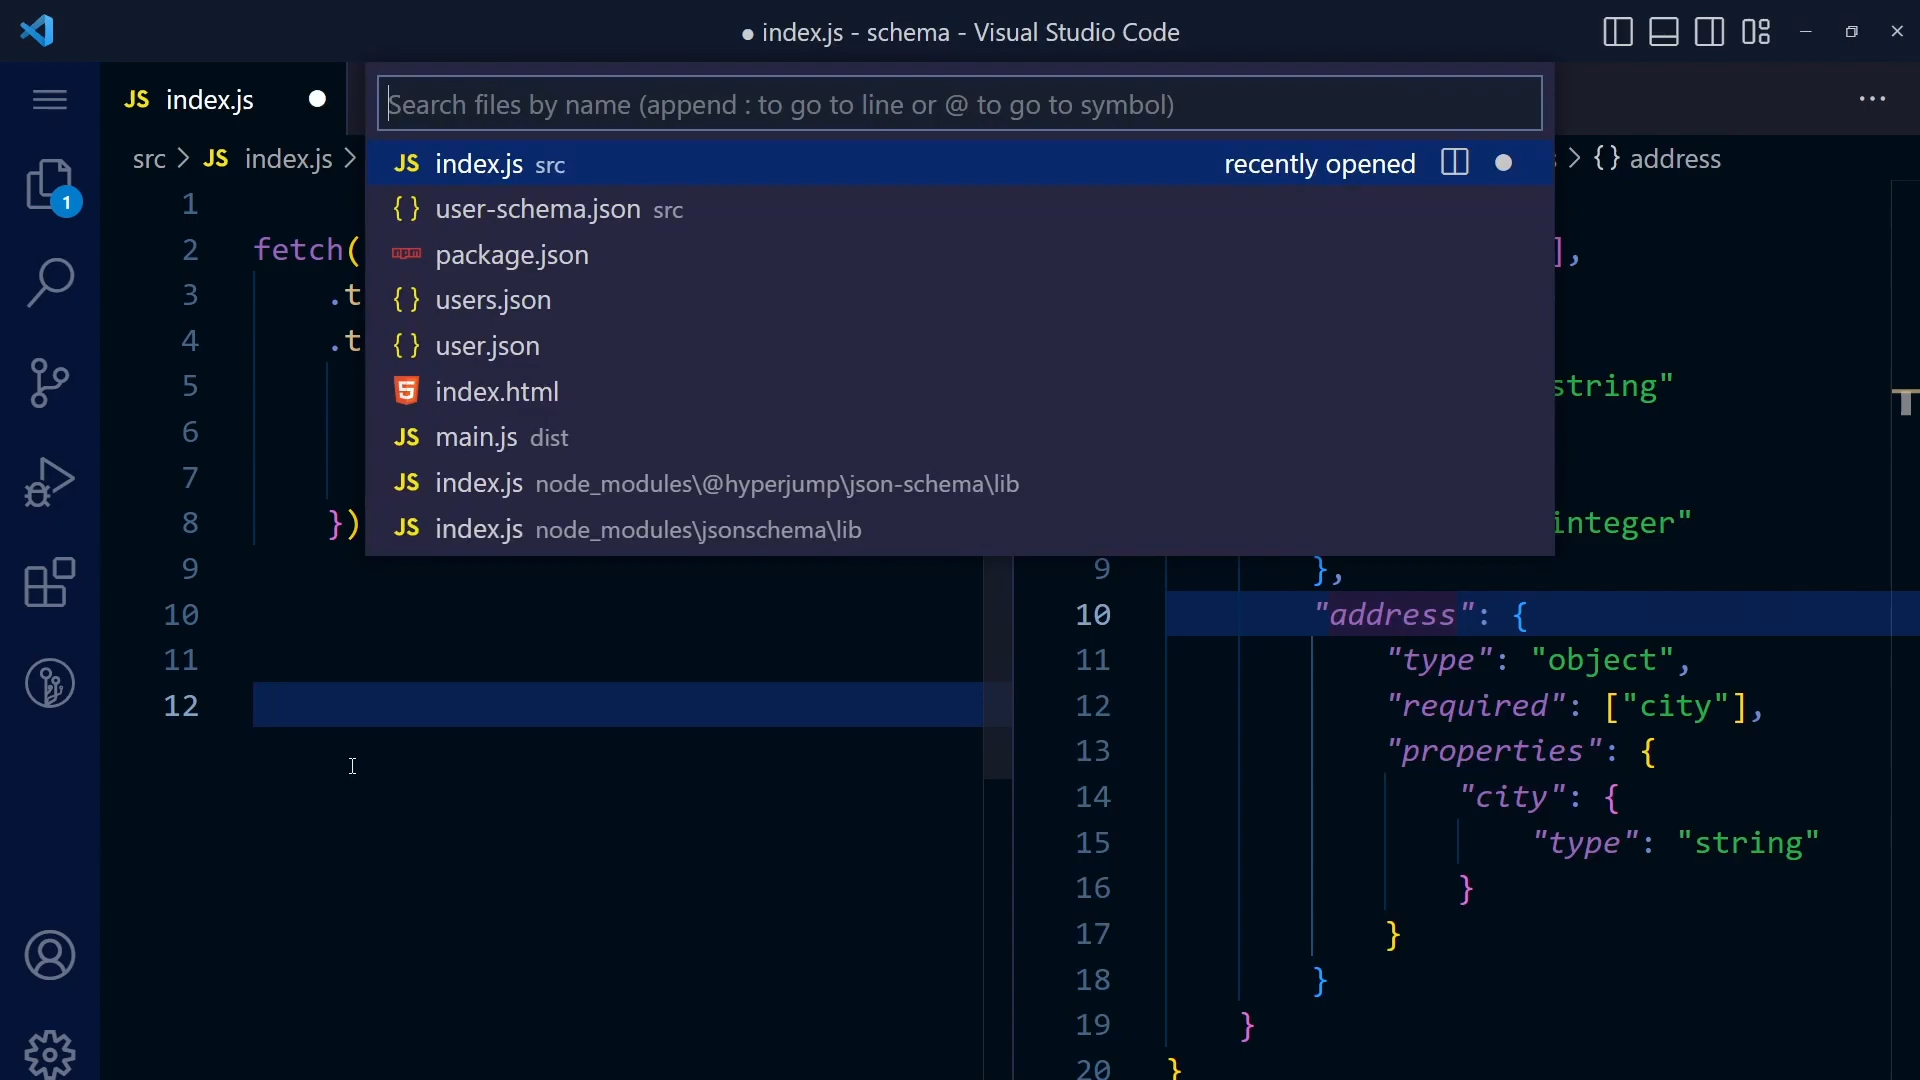 ● index.js - schema - Visual Studio Code
JS index.js
Search files by name (append : to go to line or @ to go to symbol)
src > JS index.js >
> {} address
JS index.js src recently opened
{} user-schema.json src
package.json
{} users.json
{} user.json
index.html
JS main.js dist
JS index.js node_modules\@hyperjump\json-schema\lib
JS index.js node_modules\jsonschema\lib
1
1
2 fetch(
3 .t
4 .t
5
6
7
8 })
9
10
11
12
],
string"
integer"
9 },
10 "address": {
11 "type": "object",
12 "required": ["city"],
13 "properties": {
14 "city": {
15 "type": "string"
16 }
17 }
18 }
19 }
20 }